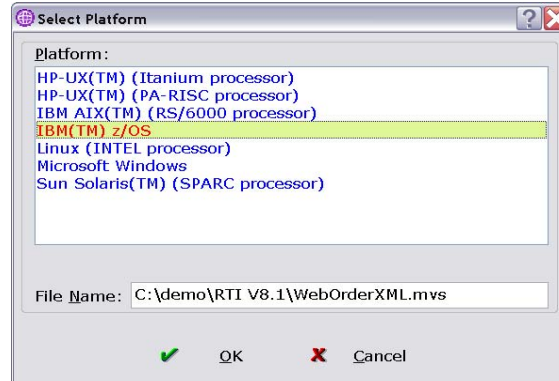 Select Platform
Platform:
HP-UX(TM) (Itanium processor)
HP-UX(TM) (PA-RISC processor)
IBM AIX(TM) (RS/6000 processor)
IBM(TM) z/OS
Linux (INTEL processor)
Microsoft Windows
Sun Solaris(TM) (SPARC processor)
File Name: C:\demo\RTI V8.1\WebOrderXML.mvs
OK Cancel